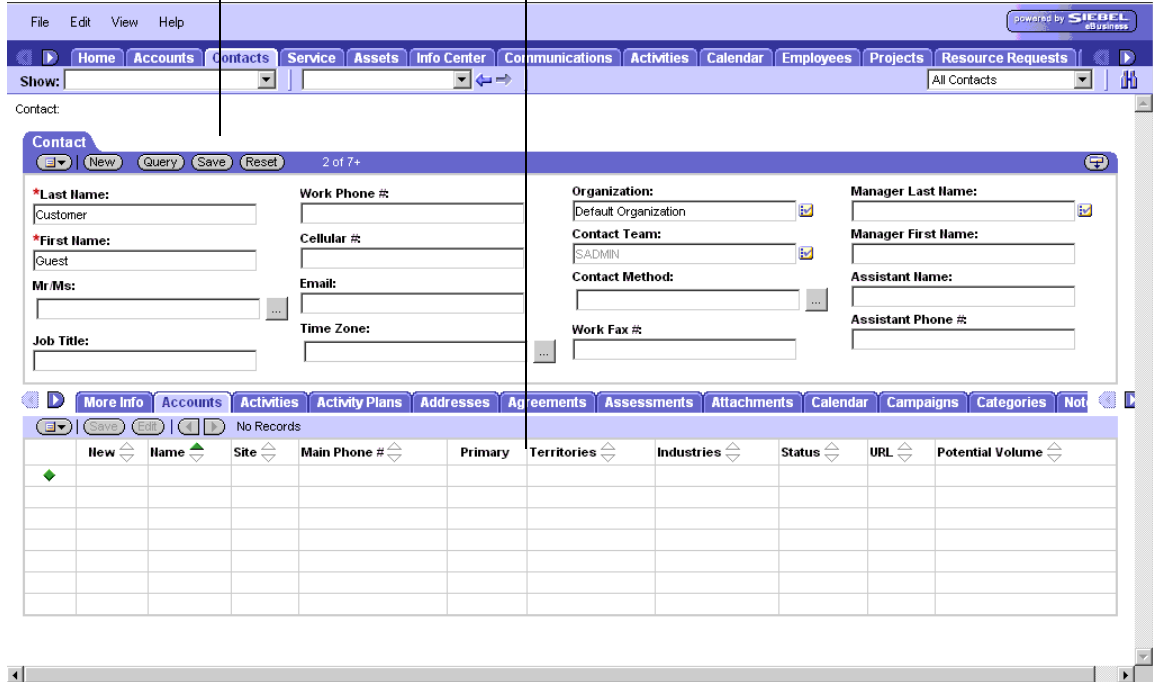 File Edit View Help
powered by SIEBEL
eBusiness
Home Accounts Contacts Service Assets Info Center Communications Activities Calendar Employees Projects Resource Requests
Show: All Contacts
Contact:
Contact
New Query Save Reset 2 of 7+
*Last Name: Work Phone #: Organization: Manager Last Name:
Customer Default Organization
*First Name: Cellular #: Contact Team: Manager First Name:
Guest SADMIN
Mr/Ms: Email: Contact Method: Assistant Name:
... ...
Job Title: Time Zone: Work Fax #: Assistant Phone #:
...
More Info Accounts Activities Activity Plans Addresses Agreements Assessments Attachments Calendar Campaigns Categories Not
Save Edit No Records
New Name Site Main Phone # Primary Territories Industries Status URL Potential Volume